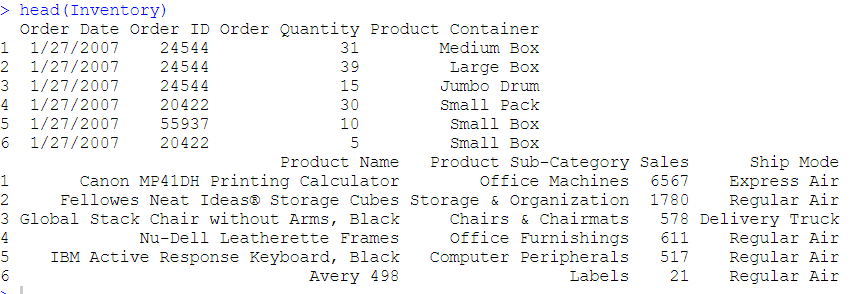 > head(Inventory)
  Order Date Order ID Order Quantity Product Container
1  1/27/2007    24544             31        Medium Box
2  1/27/2007    24544             39         Large Box
3  1/27/2007    24544             15        Jumbo Drum
4  1/27/2007    20422             30        Small Pack
5  1/27/2007    55937             10         Small Box
6  1/27/2007    20422              5         Small Box
                            Product Name   Product Sub-Category Sales      Ship Mode
1        Canon MP41DH Printing Calculator        Office Machines  6567    Express Air
2      Fellowes Neat Ideas® Storage Cubes Storage & Organization  1780    Regular Air
3 Global Stack Chair without Arms, Black     Chairs & Chairmats   578 Delivery Truck
4             Nu-Dell Leatherette Frames     Office Furnishings   611    Regular Air
5    IBM Active Response Keyboard, Black   Computer Peripherals   517    Regular Air
6                              Avery 498                 Labels    21    Regular Air
>